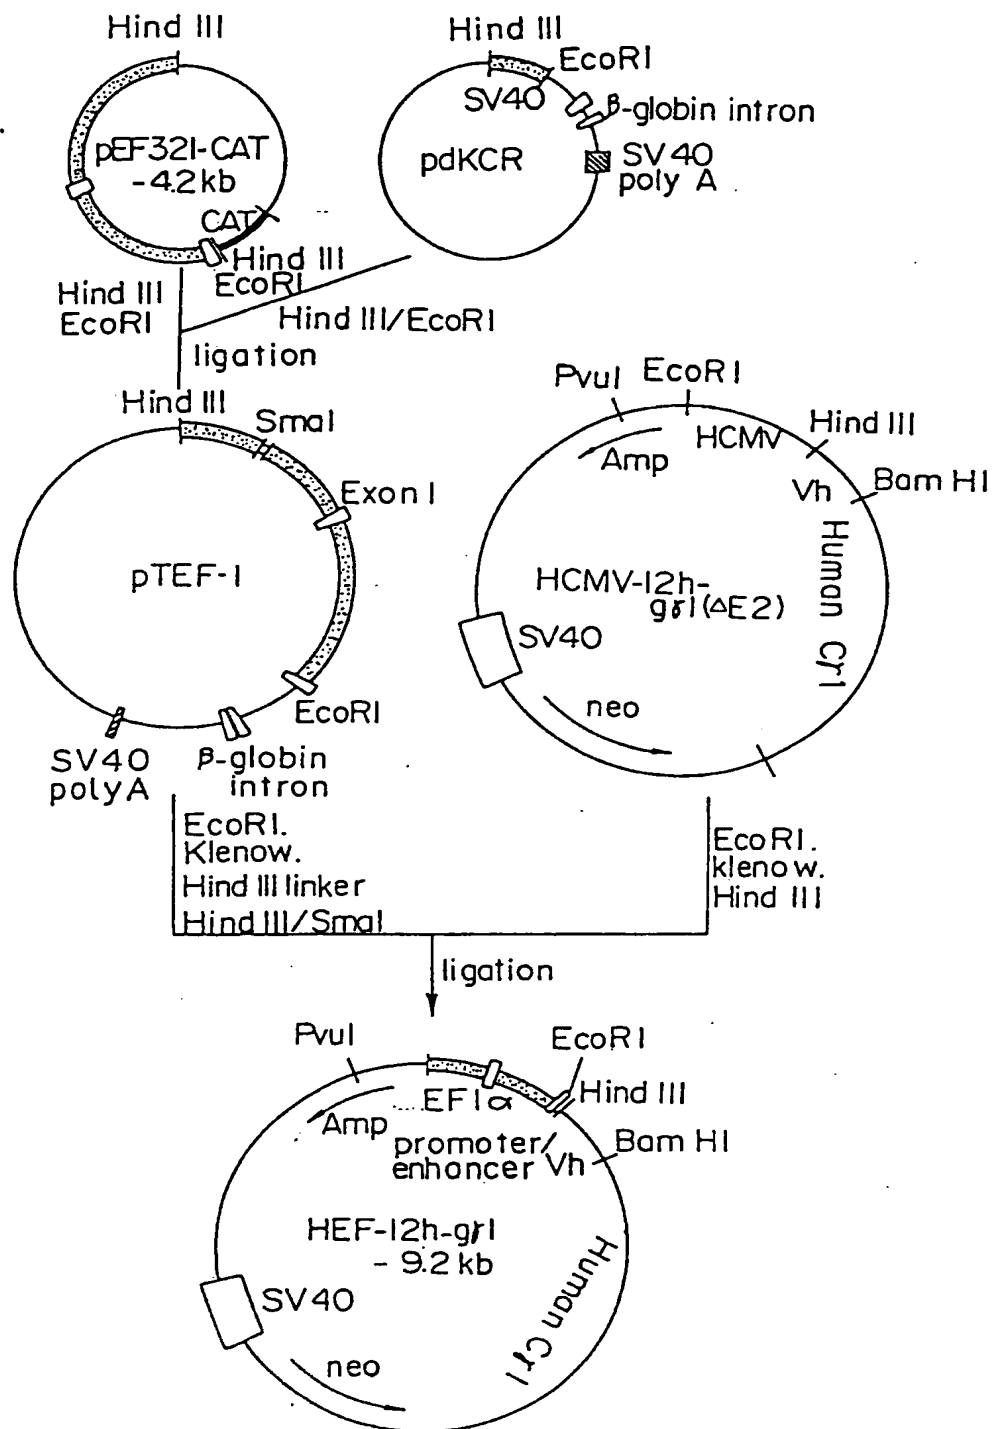 Hind III
pEF321-CAT
-4.2kb
CAT
Hind III
EcoRI
Hind III
EcoRI
SV40
β-globin intron
pdKCR
SV40
poly A
Hind III
EcoRI
Hind III/EcoRI
ligation
Hind III
SmaI
Exon I
pTEF-1
EcoRI
β-globin
intron
SV40
polyA
PvuI
EcoRI
HCMV
Hind III
Amp
Vh
Bam HI
Human Cγ1
HCMV-12h-
gγ1(ΔE2)
SV40
neo
EcoRI.
Klenow.
Hind III linker
Hind III/SmaI
EcoRI.
klenow.
Hind III
ligation
PvuI
EcoRI
Hind III
EF1α
Amp
promoter/
enhancer
Vh
Bam HI
HEF-12h-gγ1
- 9.2 kb
Human Cγ1
SV40
neo